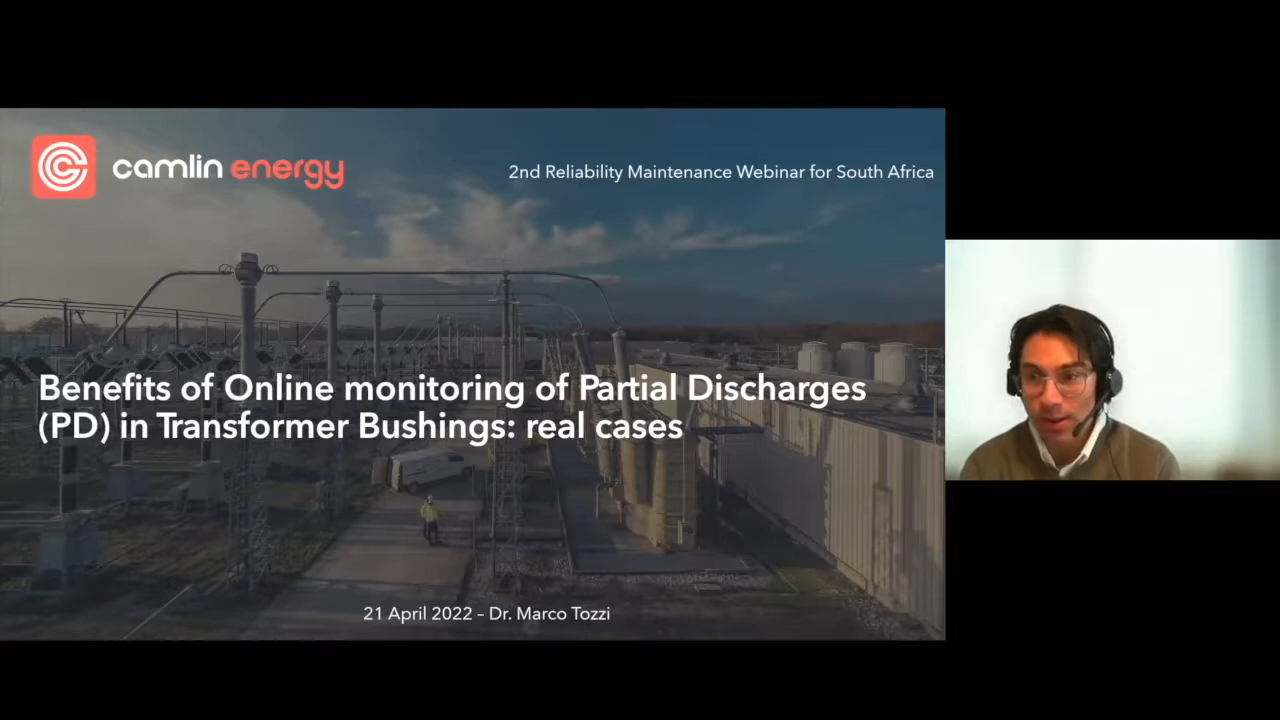 camlin energy
2nd Reliability Maintenance Webinar for South Africa
Benefits of Online monitoring of Partial Discharges
(PD) in Transformer Bushings: real cases
21 April 2022 – Dr. Marco Tozzi